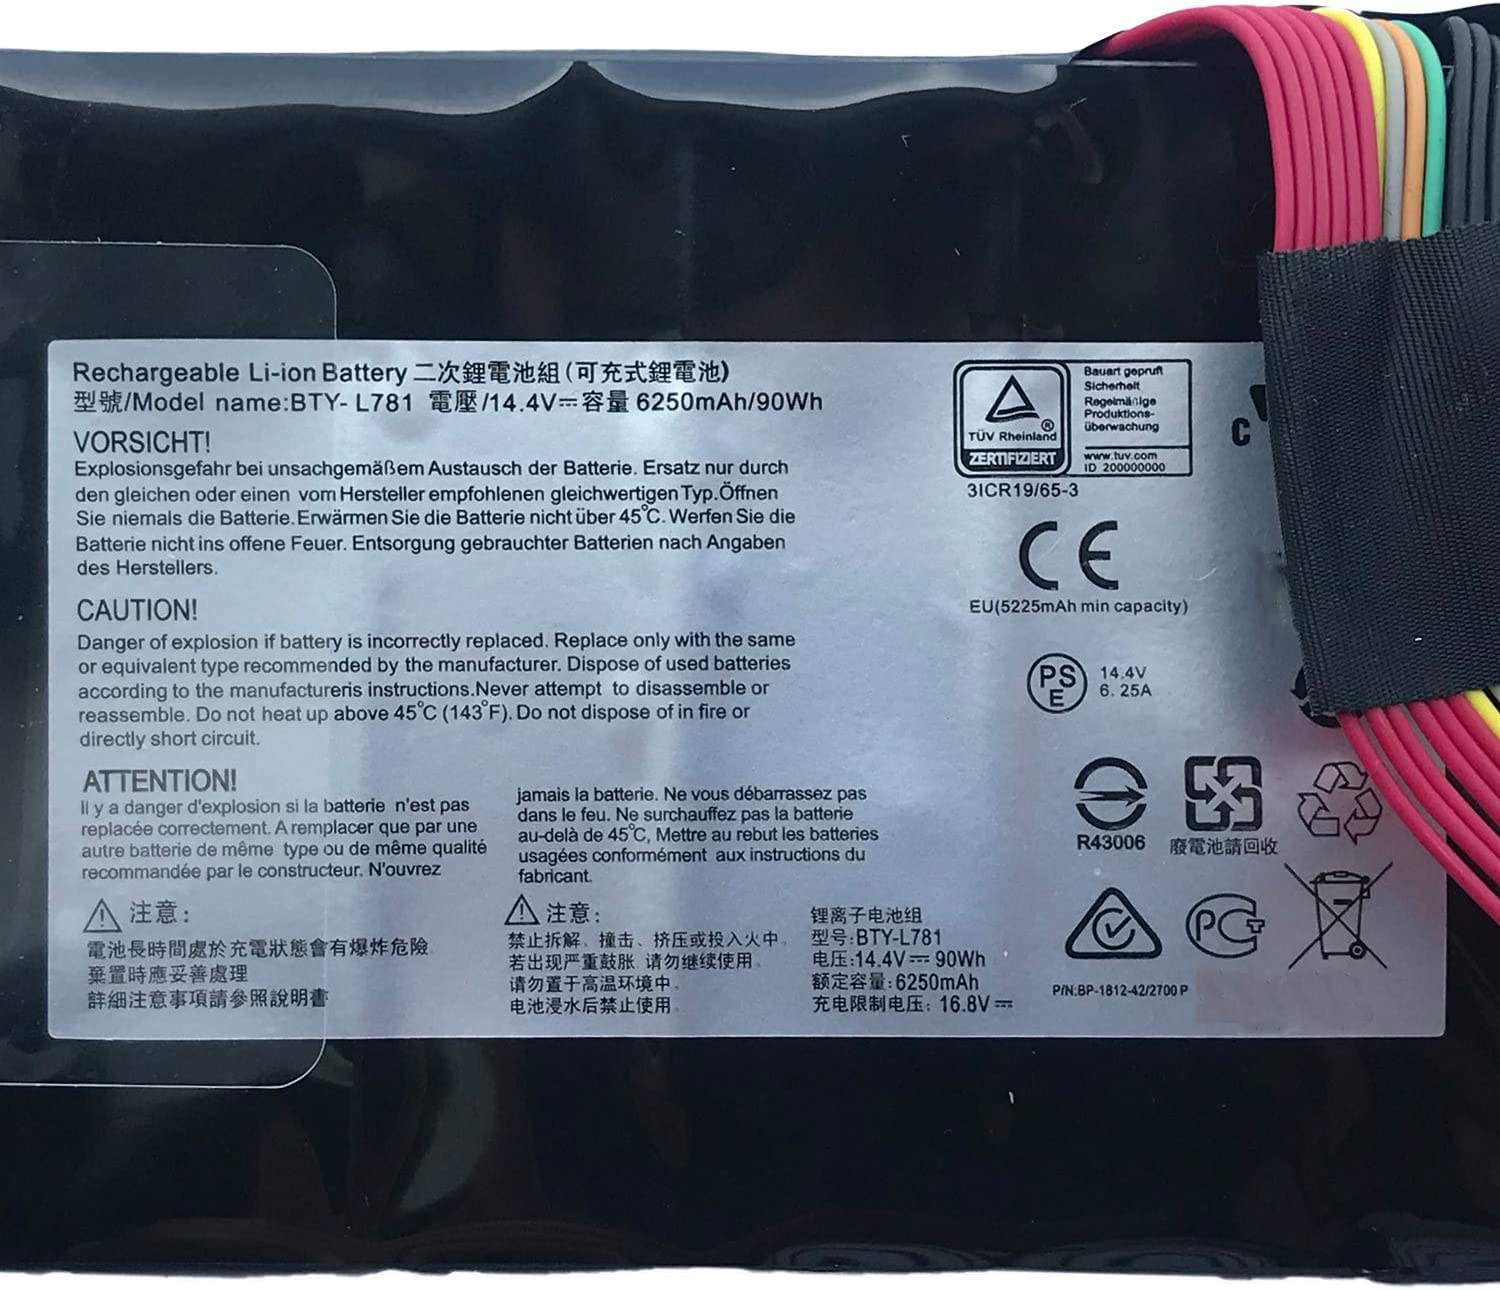 Rechargeable Li-ion Battery 二次鋰電池組(可充式鋰電池)
型號/Model name:BTY- L781 電壓/14.4V⎓容量 6250mAh/90Wh
VORSICHT!
Explosionsgefahr bei unsachgemäßem Austausch der Batterie. Ersatz nur durch
den gleichen oder einen vom Hersteller empfohlenen gleichwertigen Typ.Öffnen
Sie niemals die Batterie.Erwärmen Sie die Batterie nicht über 45°C. Werfen Sie die
Batterie nicht ins offene Feuer. Entsorgung gebrauchter Batterien nach Angaben
des Herstellers.
CAUTION!
Danger of explosion if battery is incorrectly replaced. Replace only with the same
or equivalent type recommended by the manufacturer. Dispose of used batteries
according to the manufactureris instructions.Never attempt to disassemble or
reassemble. Do not heat up above 45°C (143°F). Do not dispose of in fire or
directly short circuit.
ATTENTION!
Il y a danger d'explosion si la batterie n'est pas
replacée correctement. A remplacer que par une
autre batterie de même type ou de même qualité
recommandée par le constructeur. N'ouvrez
jamais la batterie. Ne vous débarrassez pas
dans le feu. Ne surchauffez pas la batterie
au-delà de 45°C, Mettre au rebut les batteries
usagées conformément aux instructions du
fabricant.
注意:
電池長時間處於充電狀態會有爆炸危險
棄置時應妥善處理
詳細注意事項請參照說明書
注意:
禁止拆解、撞击、挤压或投入火中。
若出现严重鼓胀,请勿继续使用。
请勿置于高温环境中。
电池浸水后禁止使用。
锂离子电池组
型号:BTY-L781
电压:14.4V⎓90Wh
额定容量:6250mAh
充电限制电压: 16.8V⎓
TÜV Rheinland ®
ZERTIFIZIERT
Bauart geprüft
Sicherheit
Regelmäßige
Produktions-
überwachung
www.tuv.com
ID 200000000
3ICR19/65-3
C
CE
EU(5225mAh min capacity)
PS
E
14.4V
6.25A
R43006
廢電池請回收
PCT
P/N:BP-1812-42/2700 P